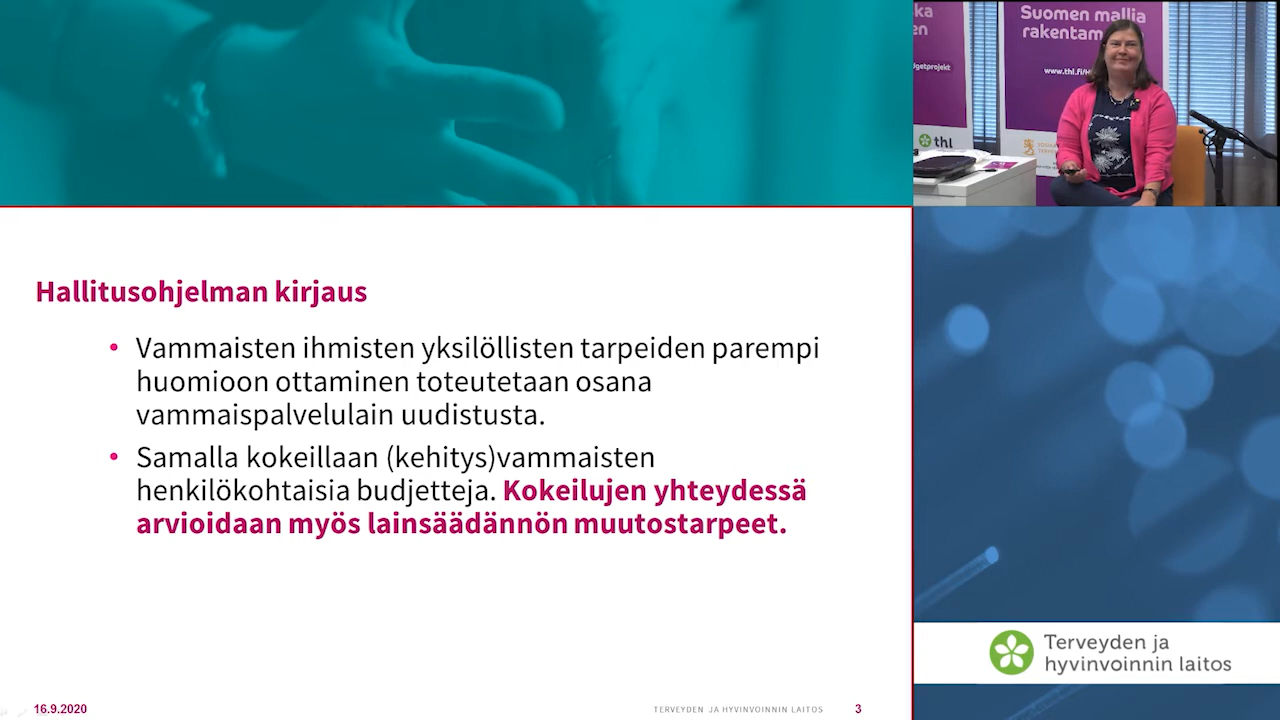 Suomen mallia
www.thl.fi/H
thl
Hallitusohjelman kirjaus
• Vammaisten ihmisten yksilöllisten tarpeiden parempi
huomioon ottaminen toteutetaan osana
vammaispalvelulain uudistusta.
• Samalla kokeillaan (kehitys)vammaisten
henkilökohtaisia budjetteja. Kokeilujen yhteydessä
arvioidaan myös lainsäädännön muutostarpeet.
Terveyden ja
hyvinvoinnin laitos
16.9.2020
TERVEYDEN JA HYVINVOINNIN LAITOS
3